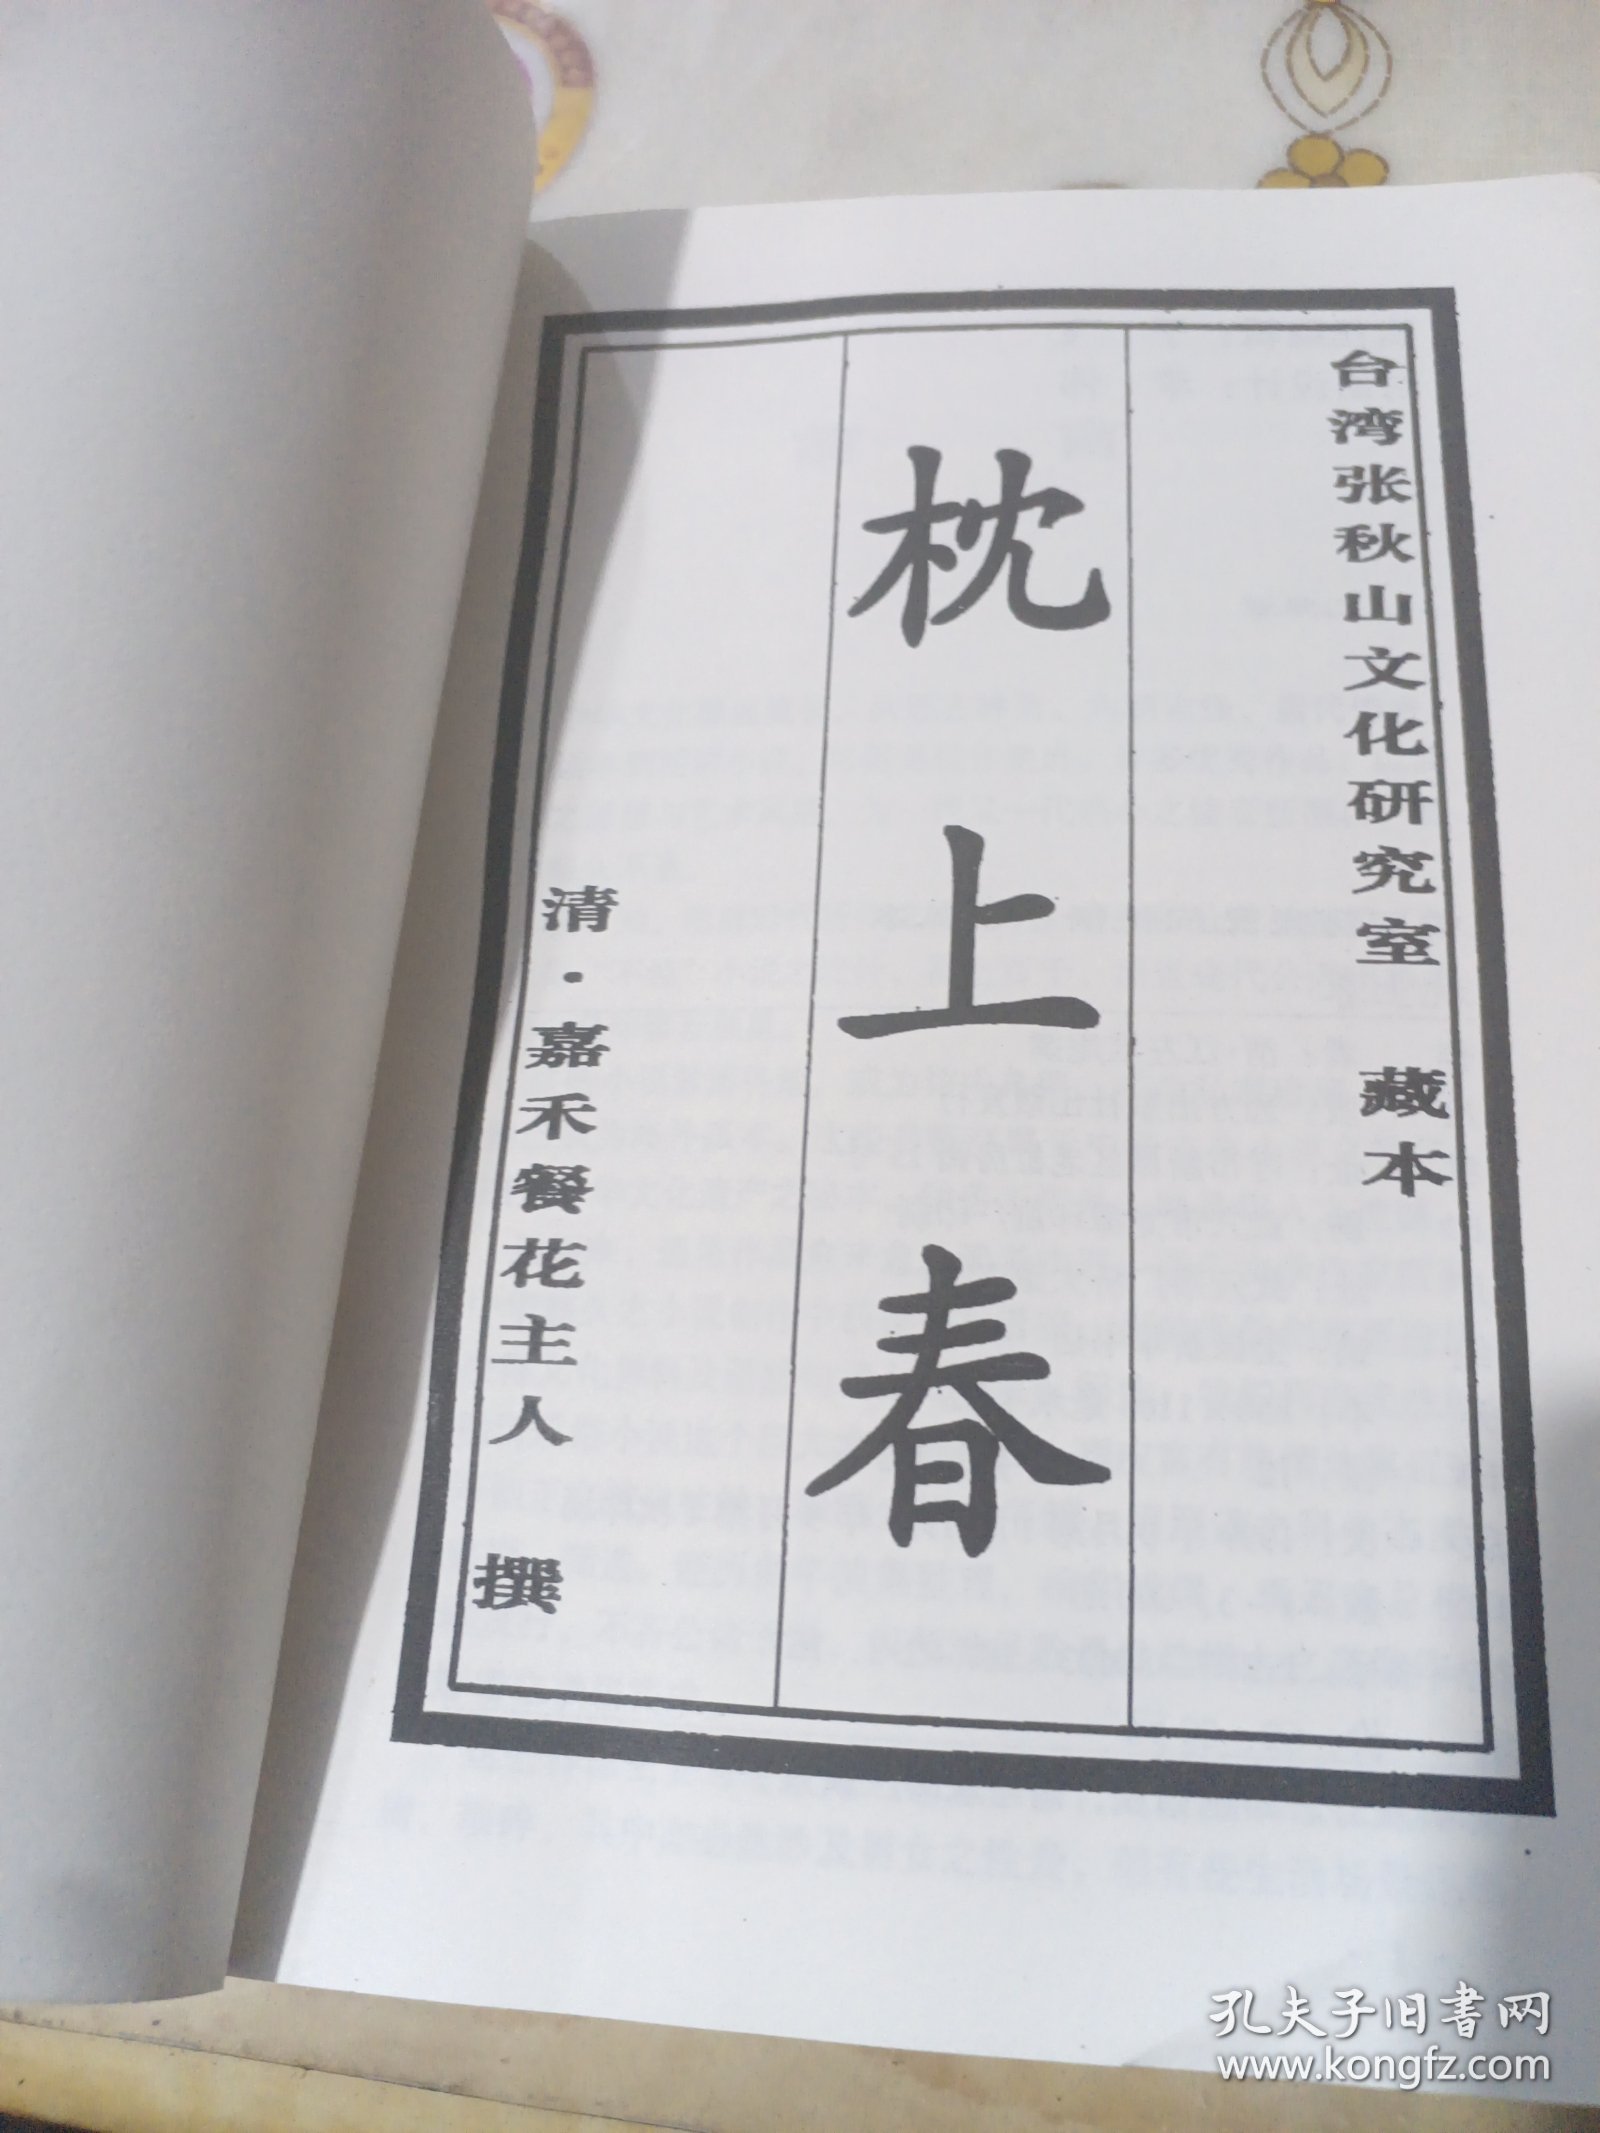 台湾张秋山文化研究室 藏本
枕上春
清·嘉禾餐花主人 撰
孔夫子旧书网
www.kongfz.com